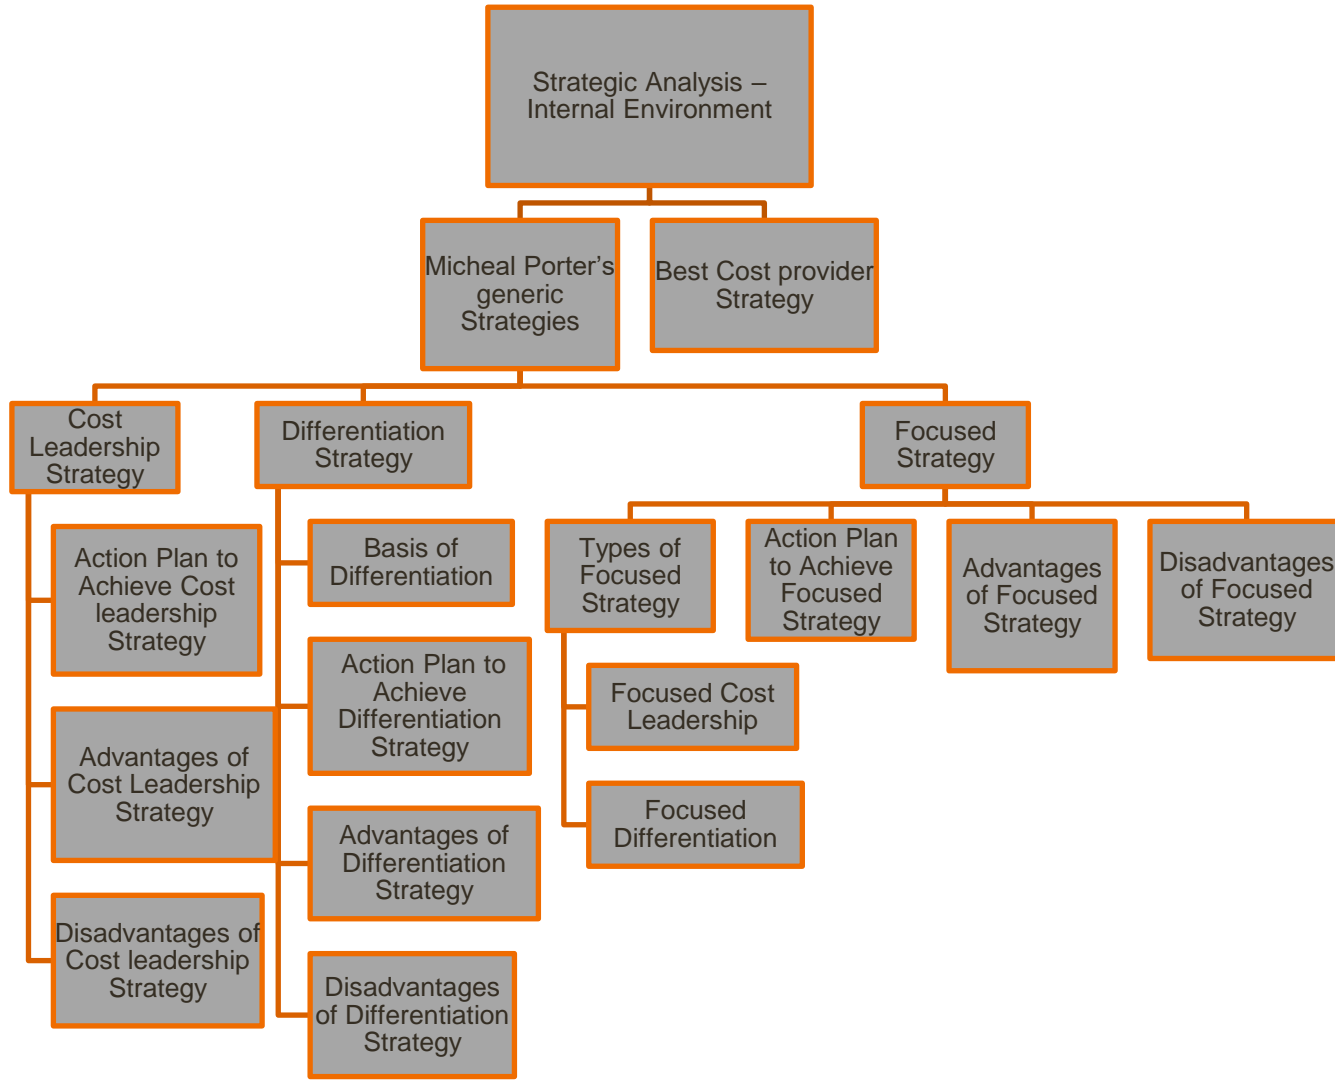 Strategic Analysis –
Internal Environment
Micheal Porter’s
generic
Strategies
Best Cost provider
Strategy
Cost
Leadership
Strategy
Action Plan to
Achieve Cost
leadership
Strategy
Advantages of
Cost Leadership
Strategy
Disadvantages of
Cost leadership
Strategy
Differentiation
Strategy
Basis of
Differentiation
Action Plan to
Achieve
Differentiation
Strategy
Advantages of
Differentiation
Strategy
Disadvantages
of Differentiation
Strategy
Focused
Strategy
Types of
Focused
Strategy
Focused Cost
Leadership
Focused
Differentiation
Action Plan
to Achieve
Focused
Strategy
Advantages
of Focused
Strategy
Disadvantages
of Focused
Strategy